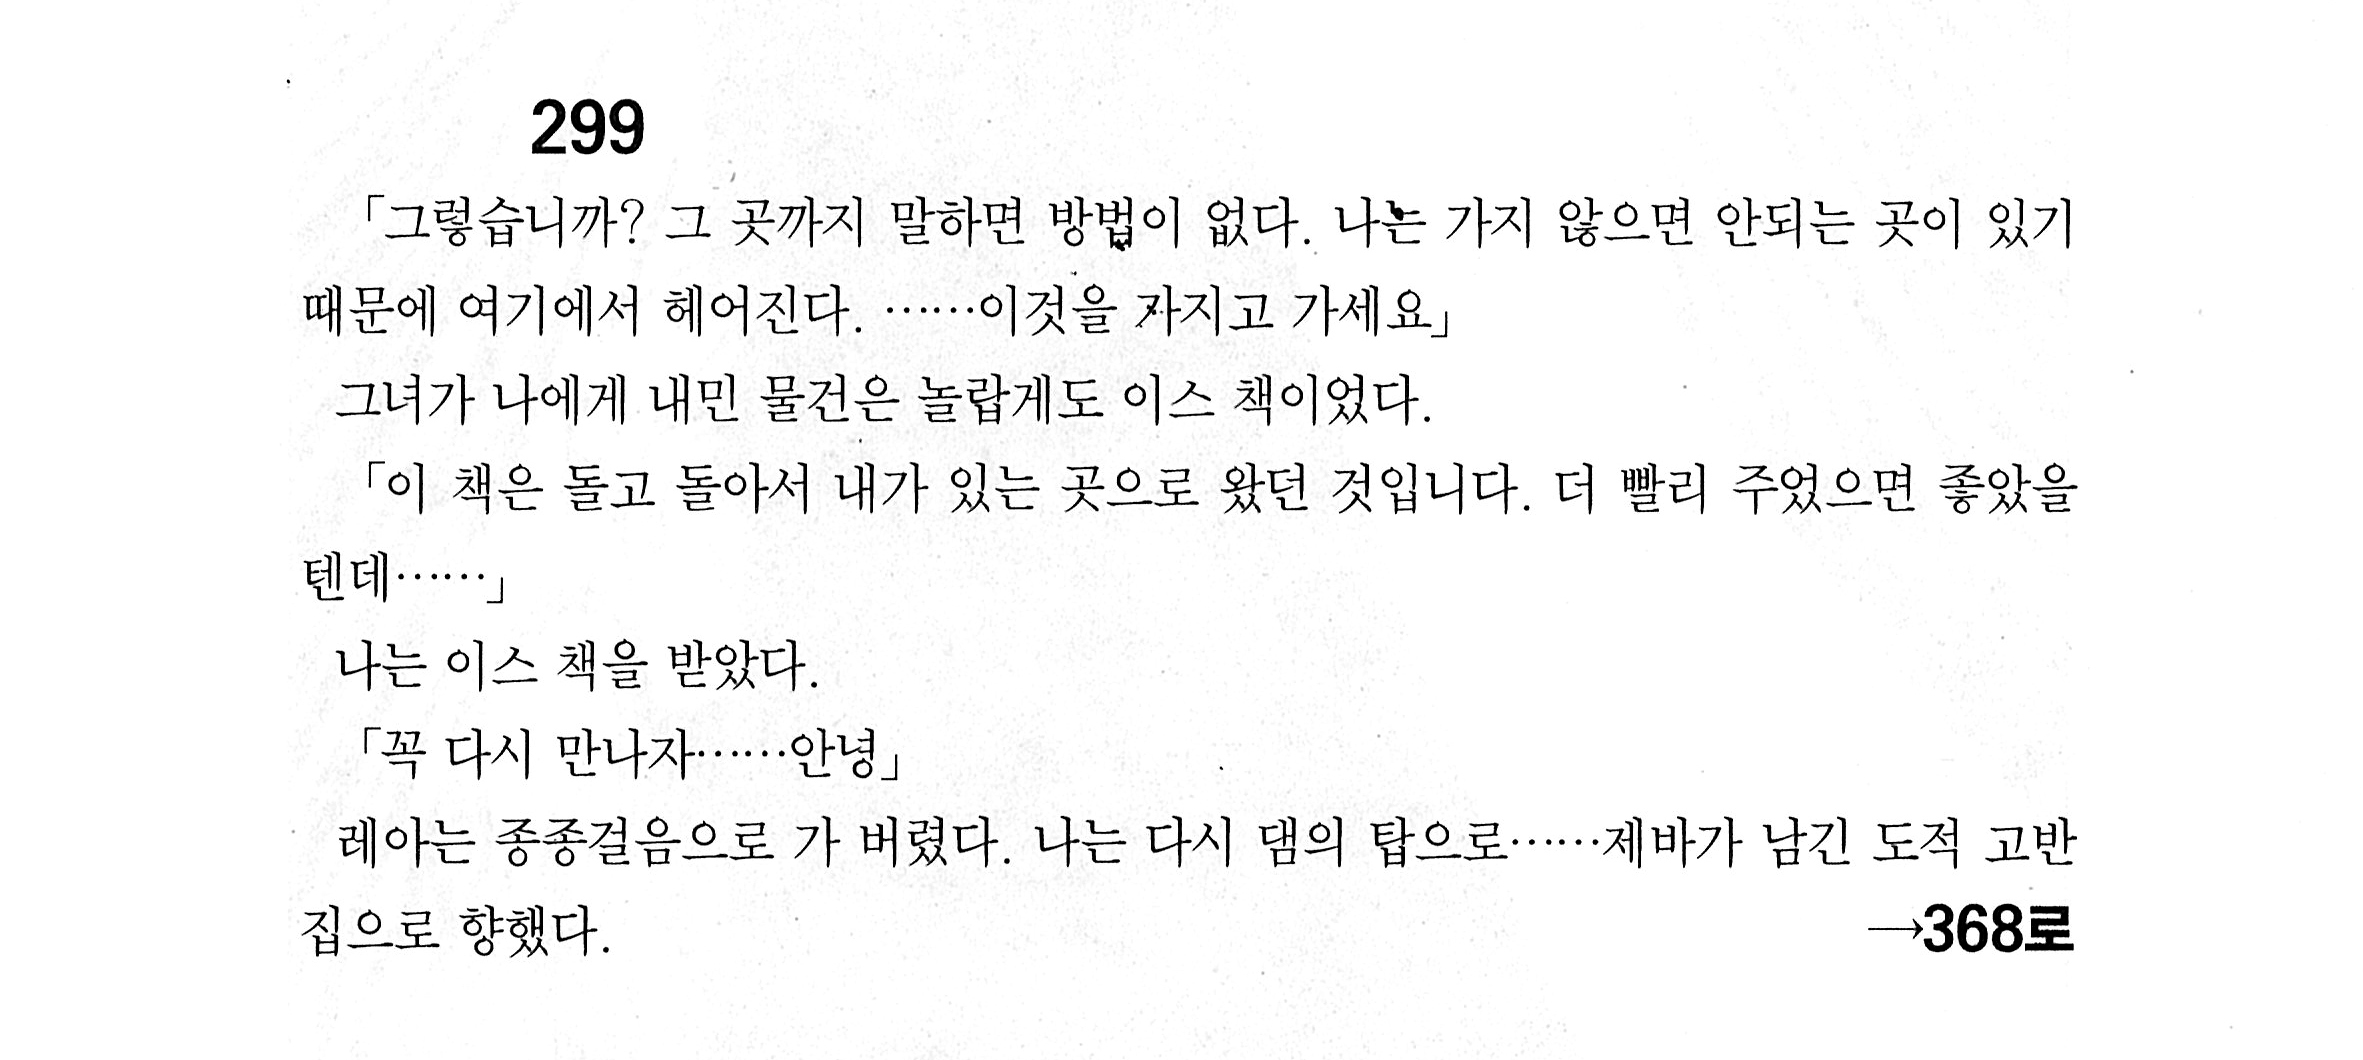 299
「그렇습니까? 그 곳까지 말하면 방법이 없다. 나는 가지 않으면 안되는 곳이 있기
때문에 여기에서 헤어진다. ……이것을 가지고 가세요」
그녀가 나에게 내민 물건은 놀랍게도 이스 책이었다.
「이 책은 돌고 돌아서 내가 있는 곳으로 왔던 것입니다. 더 빨리 주었으면 좋았을
텐데……」
나는 이스 책을 받았다.
「꼭 다시 만나자……안녕」
레아는 종종걸음으로 가 버렸다. 나는 다시 댐의 탑으로……제바가 남긴 도적 고반
집으로 향했다. →368로